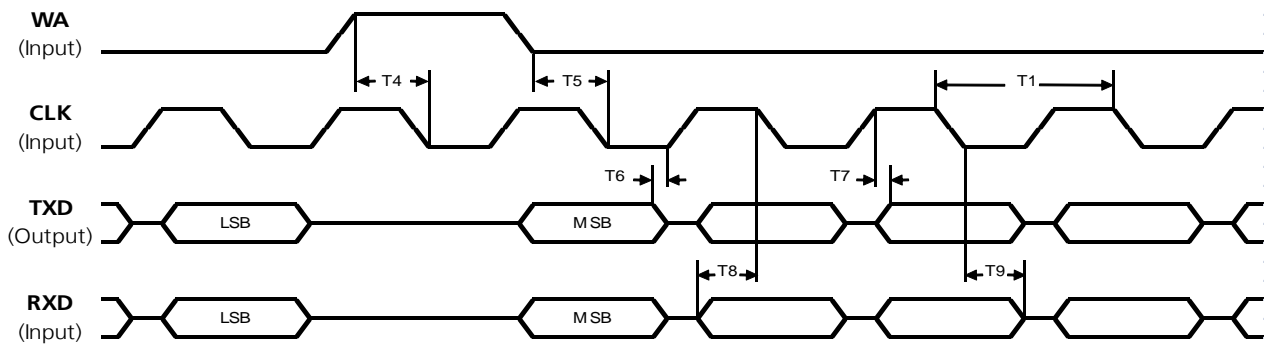 WA
(Input)
T4
T5
T1
CLK
(Input)
T6
T7
TXD
(Output)
LSB
MSB
T8
T9
RXD
(Input)
LSB
MSB